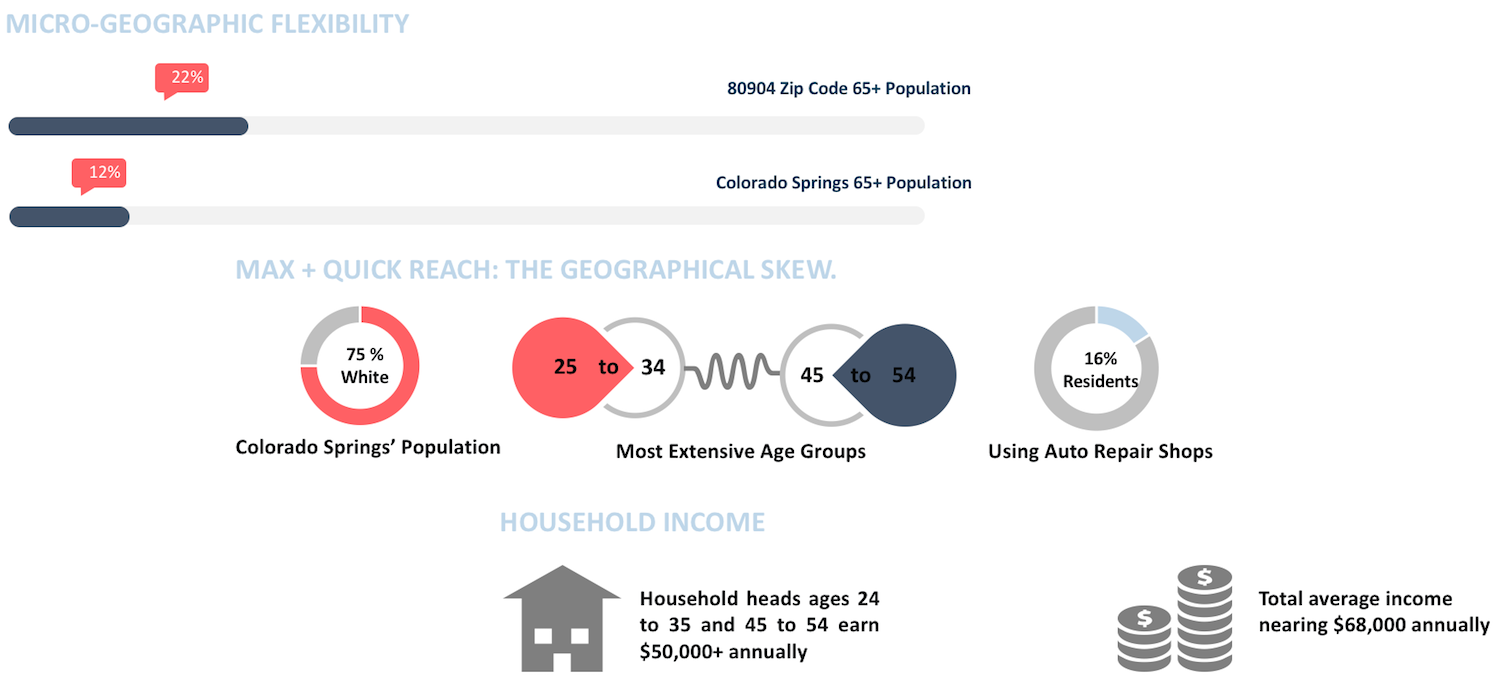 MICRO-GEOGRAPHIC FLEXIBILITY
22%
80904 Zip Code 65+ Population
12%
Colorado Springs 65+ Population
MAX + QUICK REACH: THE GEOGRAPHICAL SKEW.
75 %
White
Colorado Springs’ Population
25 to 34
45 to 54
Most Extensive Age Groups
16%
Residents
Using Auto Repair Shops
HOUSEHOLD INCOME
Household heads ages 24
to 35 and 45 to 54 earn
$50,000+ annually
$
$
Total average income
nearing $68,000 annually